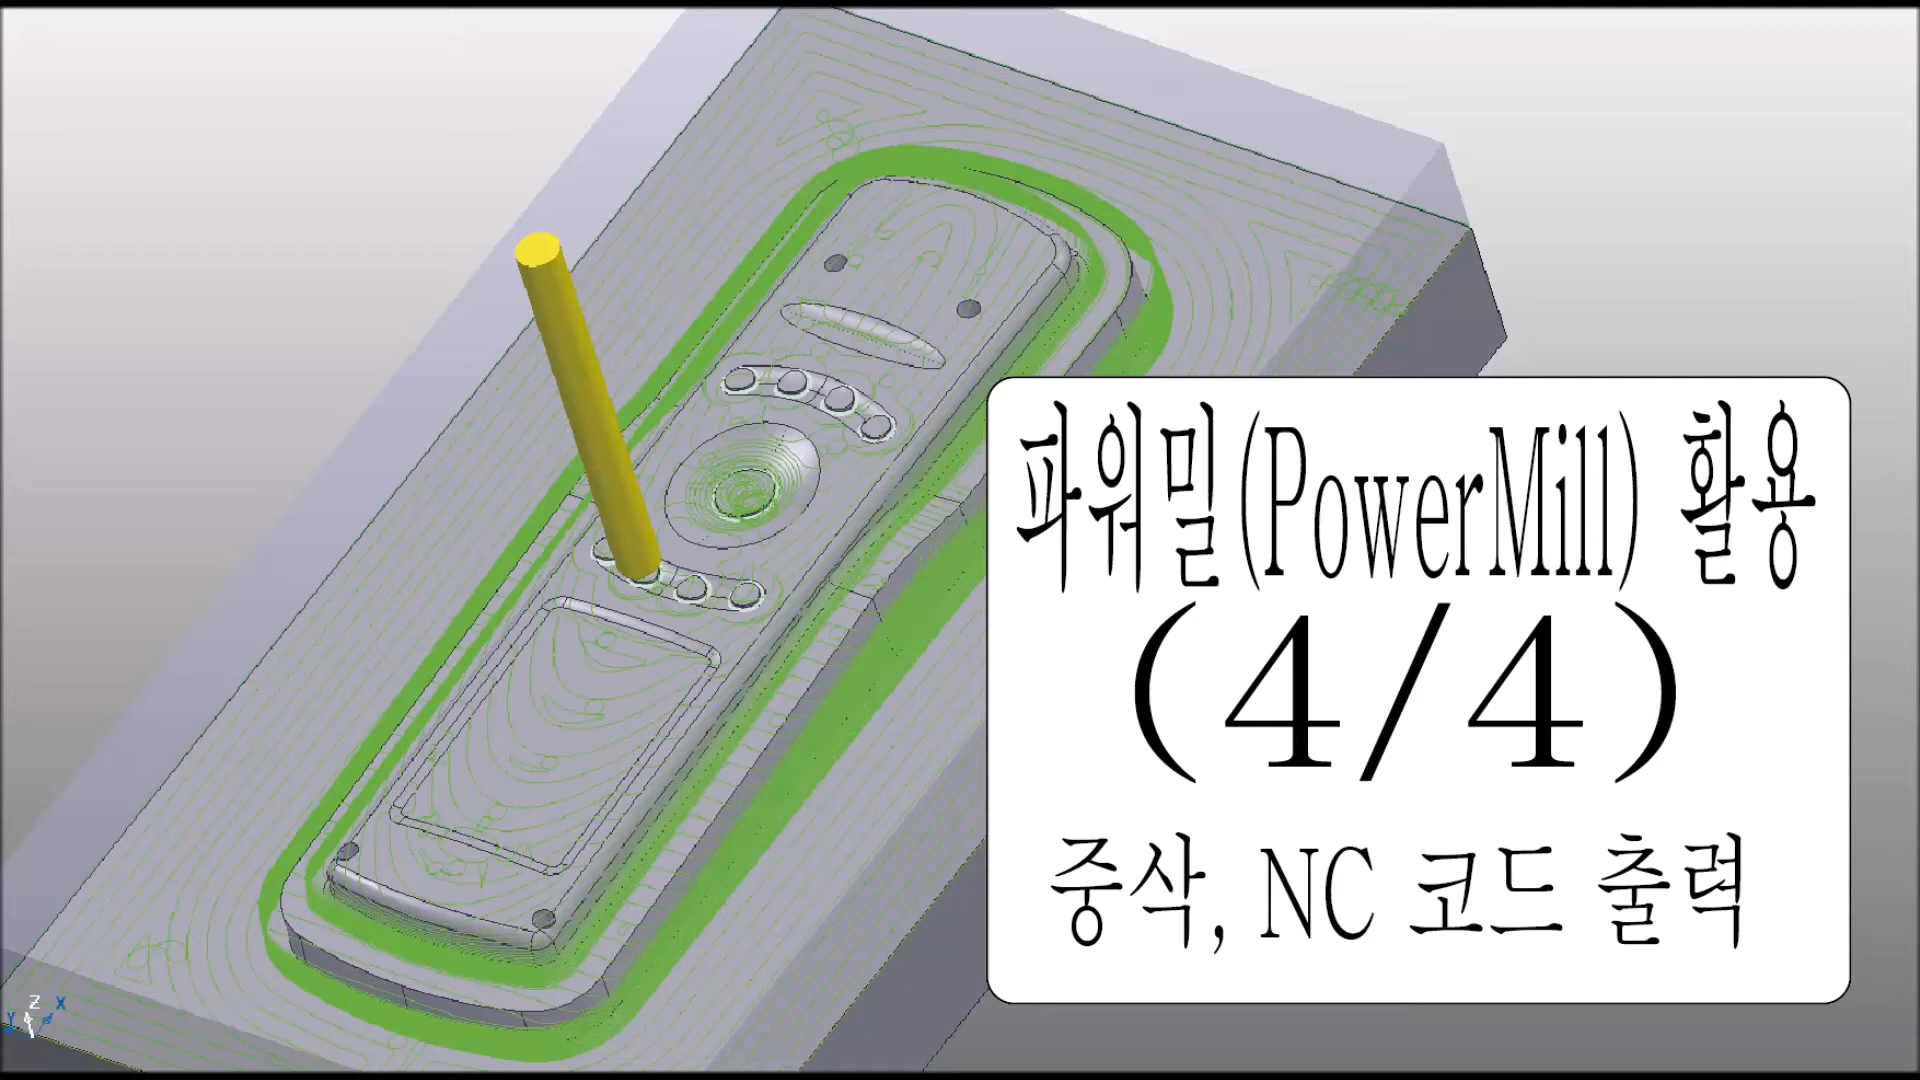 파워밀(PowerMill) 활용
(4/4)
중삭, NC 코드 출력
Z
X
Y